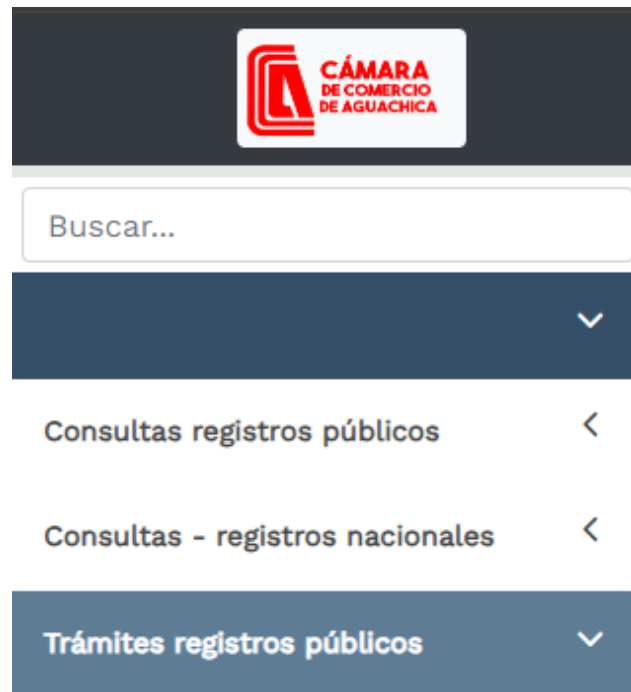 CÁMARA
DE COMERCIO
DE AGUACHICA
Buscar...
Consultas registros públicos
Consultas - registros nacionales
Trámites registros públicos